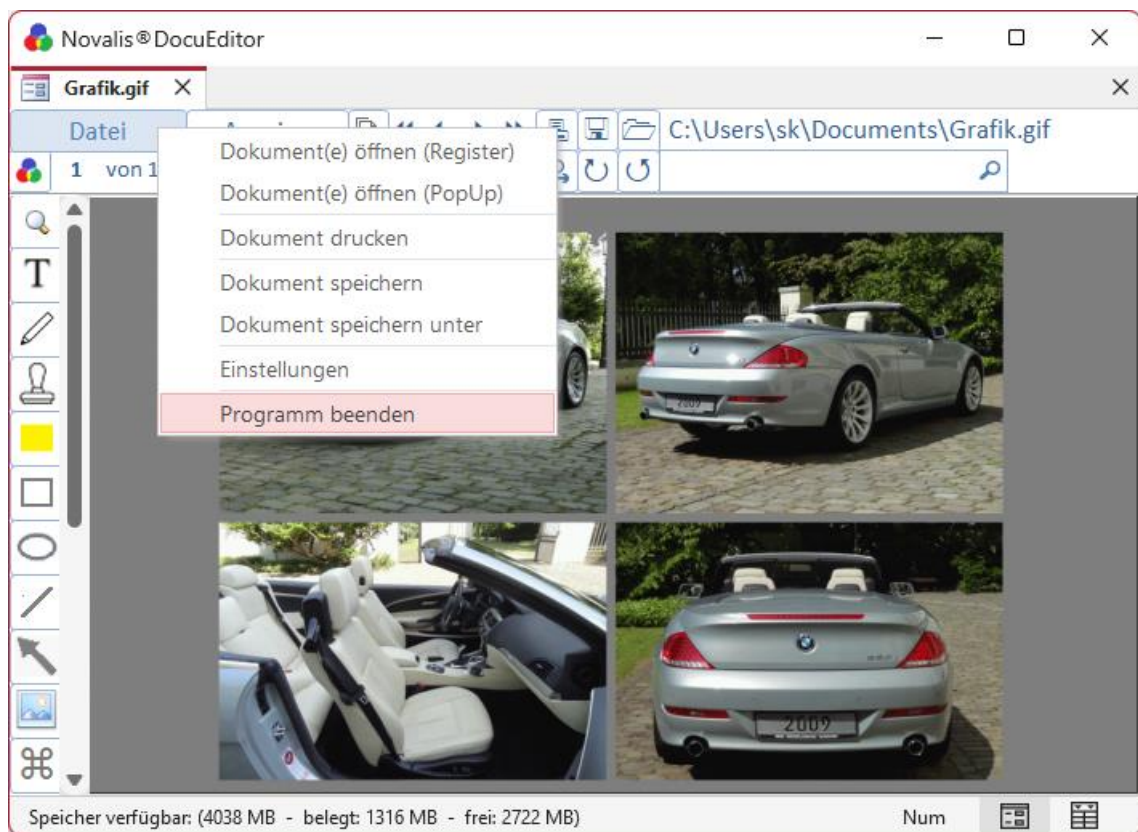 Novalis®DocuEditor
Grafik.gif
Datei
C:\Users\sk\Documents\Grafik.gif
1 von 1
Dokument(e) öffnen (Register)
Dokument(e) öffnen (PopUp)
Dokument drucken
Dokument speichern
Dokument speichern unter
Einstellungen
Programm beenden
T
2009
2009
Speicher verfügbar: (4038 MB - belegt: 1316 MB - frei: 2722 MB)
Num